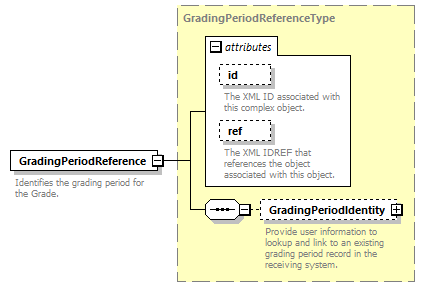 GradingPeriodReferenceType
attributes
id
The XML ID associated with
this complex object.
ref
The XML IDREF that
references the object
associated with this object.
GradingPeriodReference
Identifies the grading period for
the Grade.
GradingPeriodIdentity
Provide user information to
lookup and link to an existing
grading period record in the
receiving system.